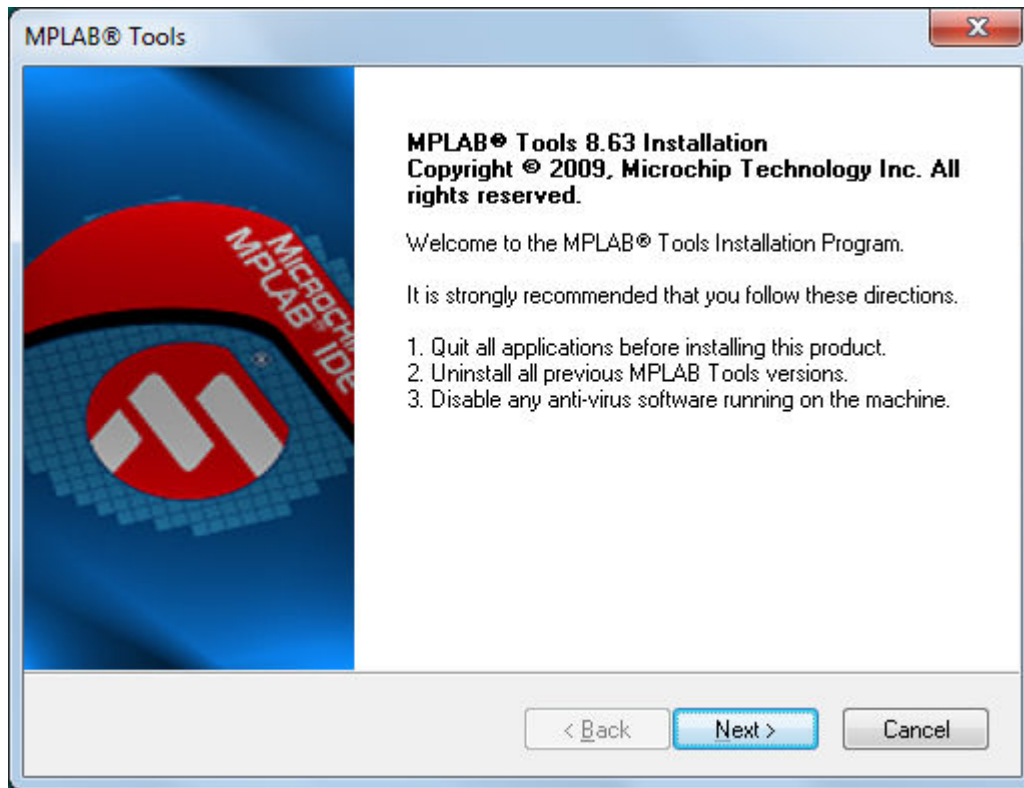 MPLAB® Tools
MPLAB® Tools 8.63 Installation
Copyright © 2009, Microchip Technology Inc. All
rights reserved.
Welcome to the MPLAB® Tools Installation Program.
It is strongly recommended that you follow these directions.
1. Quit all applications before installing this product.
2. Uninstall all previous MPLAB Tools versions.
3. Disable any anti-virus software running on the machine.
MICROCHIP
MPLAB® IDE
®
< Back
Next >
Cancel